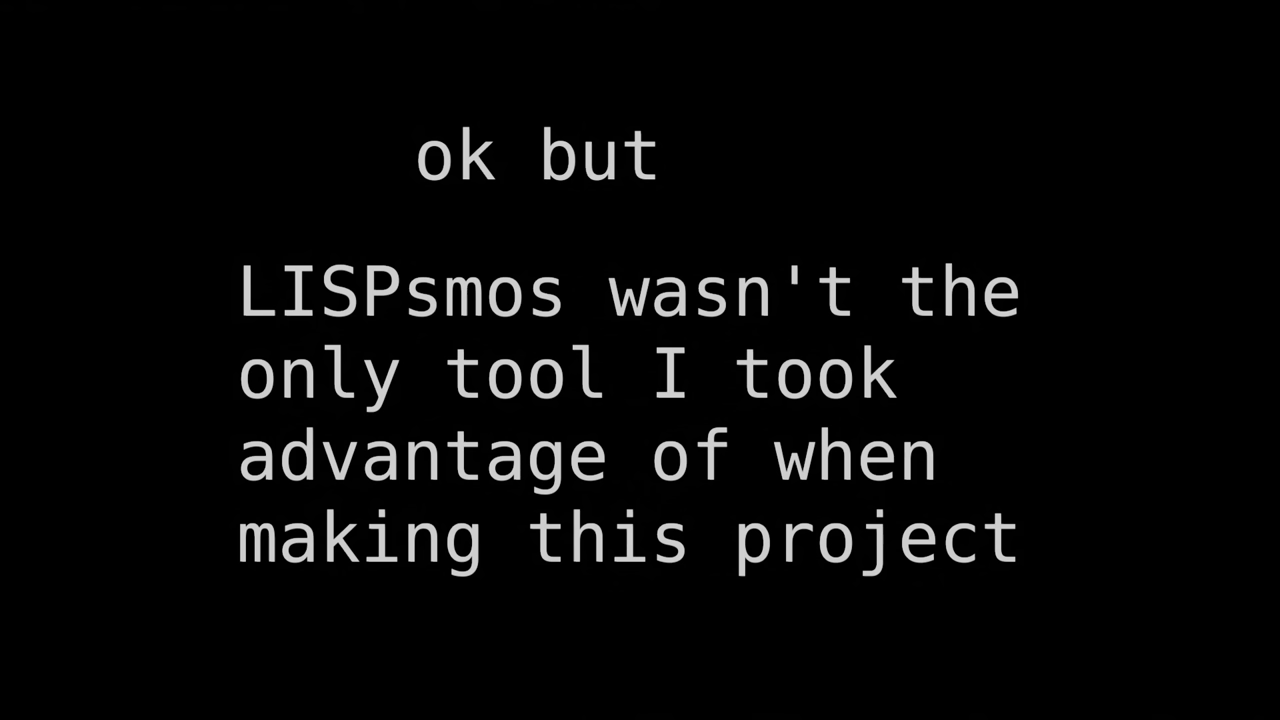 ok but
LISPsmos wasn't the
only tool I took
advantage of when
making this project